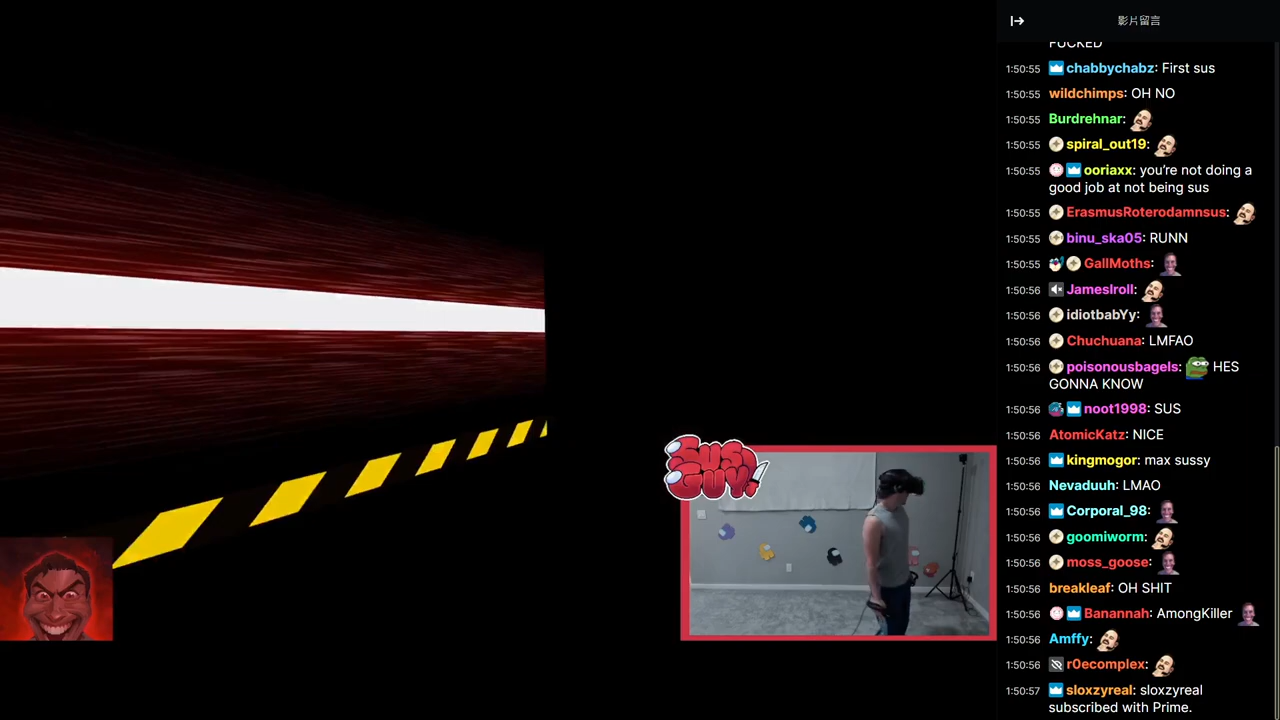 影片留言
FUCKED
1:50:55 chabbychabz: First sus
1:50:55 wildchimps: OH NO
1:50:55 Burdrehnar:
1:50:55 spiral_out19:
1:50:55 ooriaxx: you’re not doing a
good job at not being sus
1:50:55 ErasmusRoterodamnsus:
1:50:55 binu_ska05: RUNN
1:50:55 GallMoths:
1:50:56 JamesIroll:
1:50:56 idiotbabYy:
1:50:56 Chuchuana: LMFAO
1:50:56 poisonousbagels: HES
GONNA KNOW
1:50:56 noot1998: SUS
1:50:56 AtomicKatz: NICE
1:50:56 kingmogor: max sussy
1:50:56 Nevaduuh: LMAO
1:50:56 Corporal_98:
1:50:56 goomiworm:
1:50:56 moss_goose:
1:50:56 breakleaf: OH SHIT
1:50:56 Banannah: AmongKiller
1:50:56 Amffy:
1:50:56 r0ecomplex:
1:50:57 sloxzyreal: sloxzyreal
subscribed with Prime.
SUS
GUY